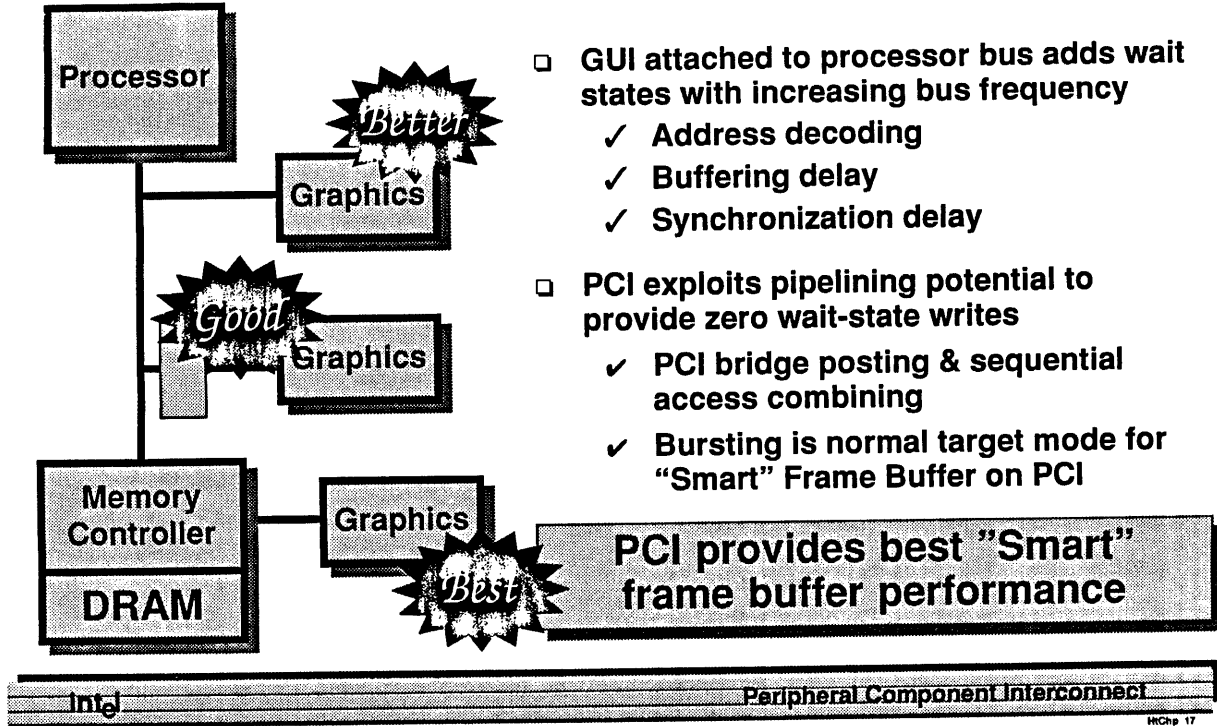 Processor
Better
Graphics
Good
Graphics
Memory
Controller
DRAM
Graphics
Best
❑ GUI attached to processor bus adds wait
states with increasing bus frequency
✓ Address decoding
✓ Buffering delay
✓ Synchronization delay
❑ PCI exploits pipelining potential to
provide zero wait-state writes
✓ PCI bridge posting & sequential
access combining
✓ Bursting is normal target mode for
“Smart” Frame Buffer on PCI
PCI provides best ”Smart”
frame buffer performance
intel
Peripheral Component Interconnect
HtChp 17